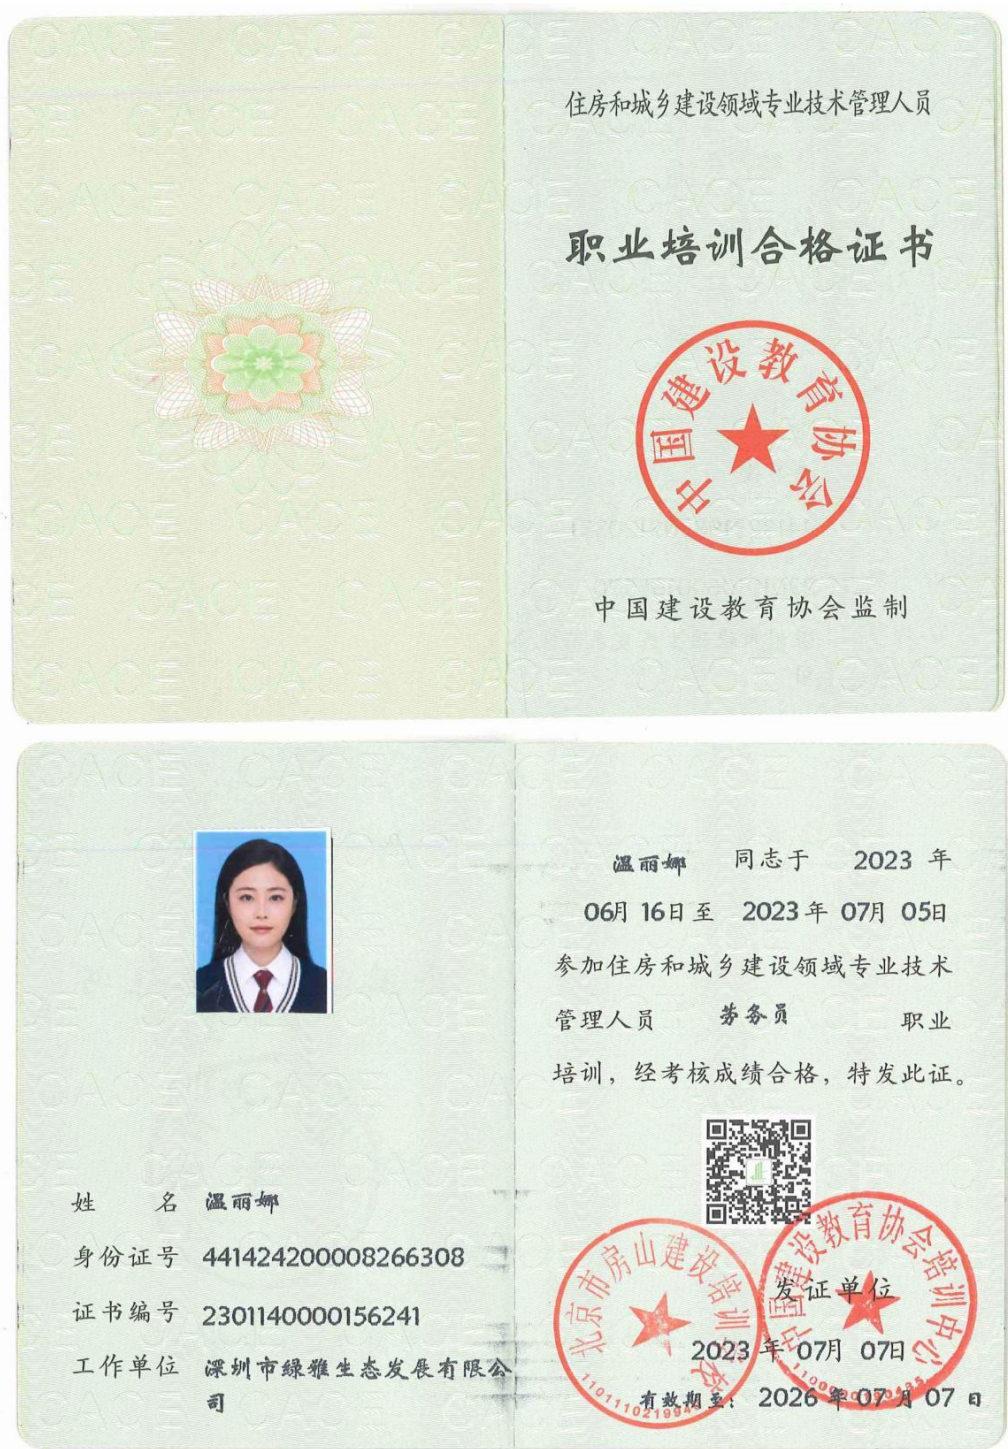 住房和城乡建设领域专业技术管理人员
职业培训合格证书
中国建设教育协会
中国建设教育协会监制
温丽娜 同志于 2023 年
06月 16日至 2023年 07月 05日
参加住房和城乡建设领域专业技术
管理人员 劳务员 职业
培训，经考核成绩合格，特发此证。
姓 名 温丽娜
身份证号 441424200008266308
证书编号 2301140000156241
工作单位 深圳市緑雅生态发展有限公
司
北京市房山建设培训学校
中国建设教育协会培训中心
发证单位
2023 年 07月 07日
有效期至： 2026 年 07 月 07 日
CACE